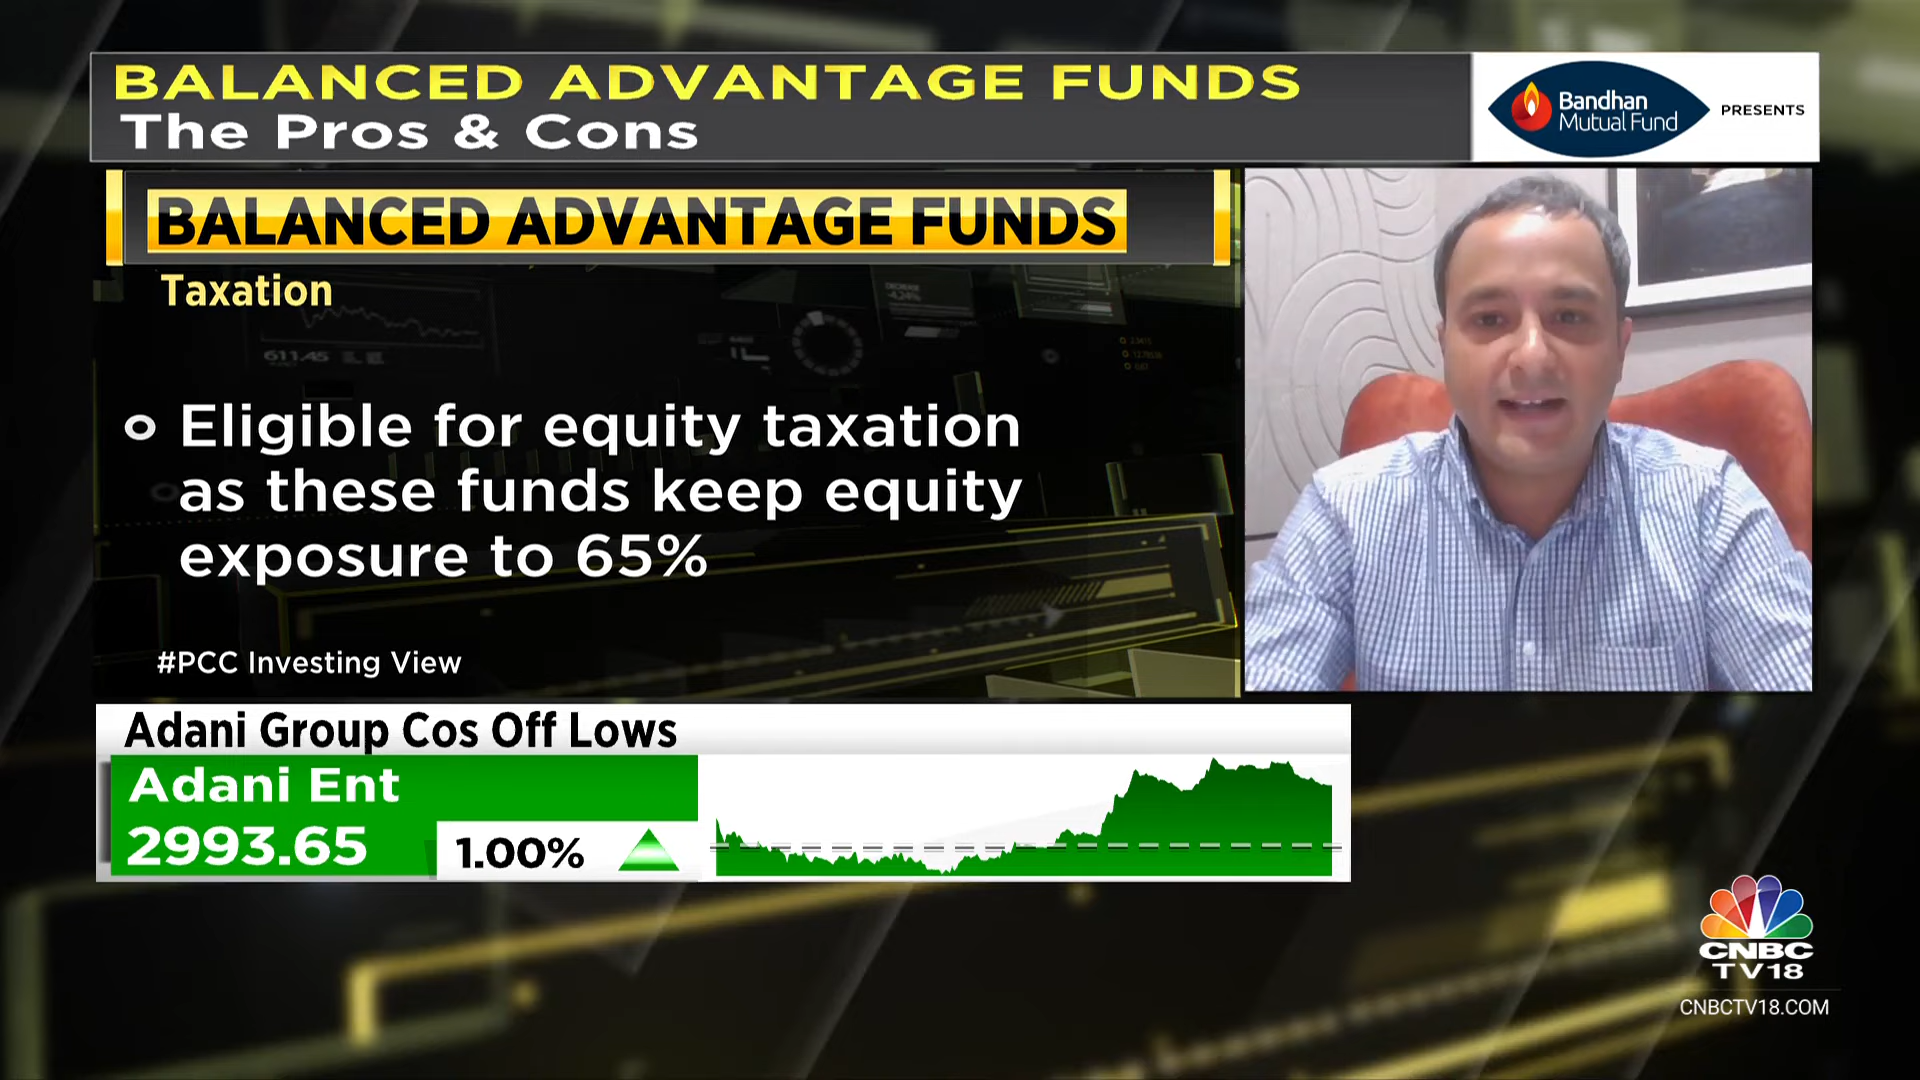 BALANCED ADVANTAGE FUNDS
The Pros & Cons
Bandhan
Mutual Fund
PRESENTS
BALANCED ADVANTAGE FUNDS
Taxation
611.45
Eligible for equity taxation
as these funds keep equity
exposure to 65%
#PCC Investing View
Adani Group Cos Off Lows
Adani Ent
2993.65
1.00%
CNBC
TV18
CNBCTV18.COM